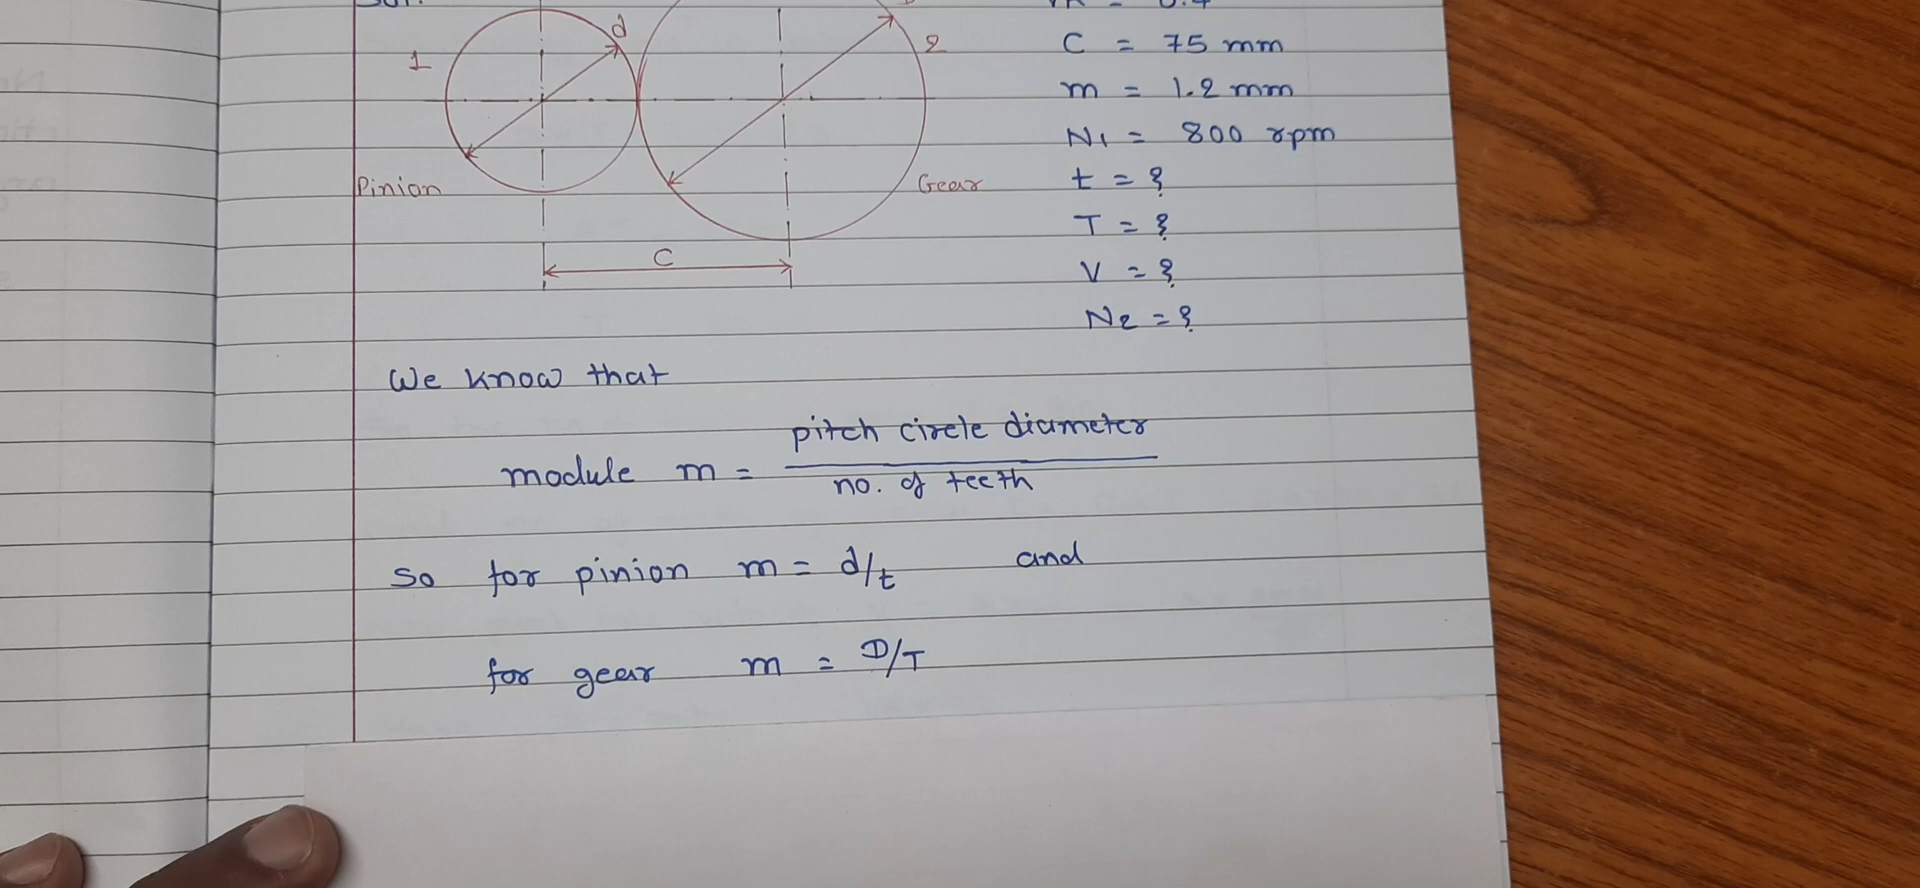 d
1
2
C = 75 mm
m = 1.2 mm
N1 = 800 rpm
Pinion
Gear
t = ?
T = ?
C
V = ?
N2 = ?
We know that
module m = pitch circle diameter
no. of teeth
so for pinion m = d/t and
for gear m = D/T